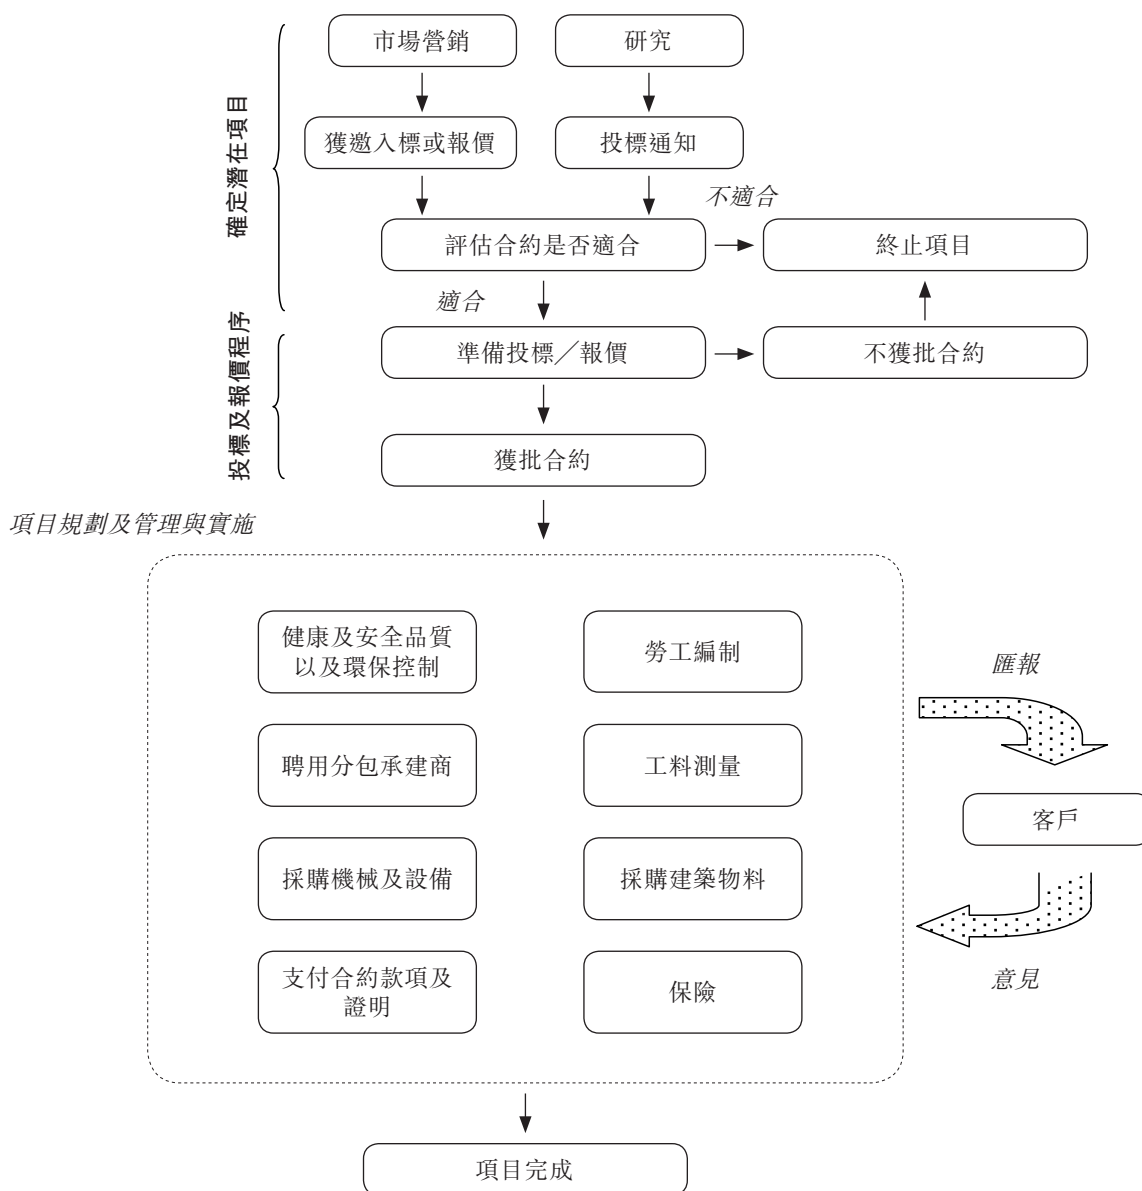 市場營銷
研究
確定潛在項目
獲邀入標或報價
投標通知
不適合
評估合約是否適合
終止項目
適合
投標及報價程序
準備投標／報價
不獲批合約
獲批合約
項目規劃及管理與實施
健康及安全品質
以及環保控制
勞工編制
匯報
聘用分包承建商
工料測量
客戶
採購機械及設備
採購建築物料
意見
支付合約款項及
證明
保險
項目完成